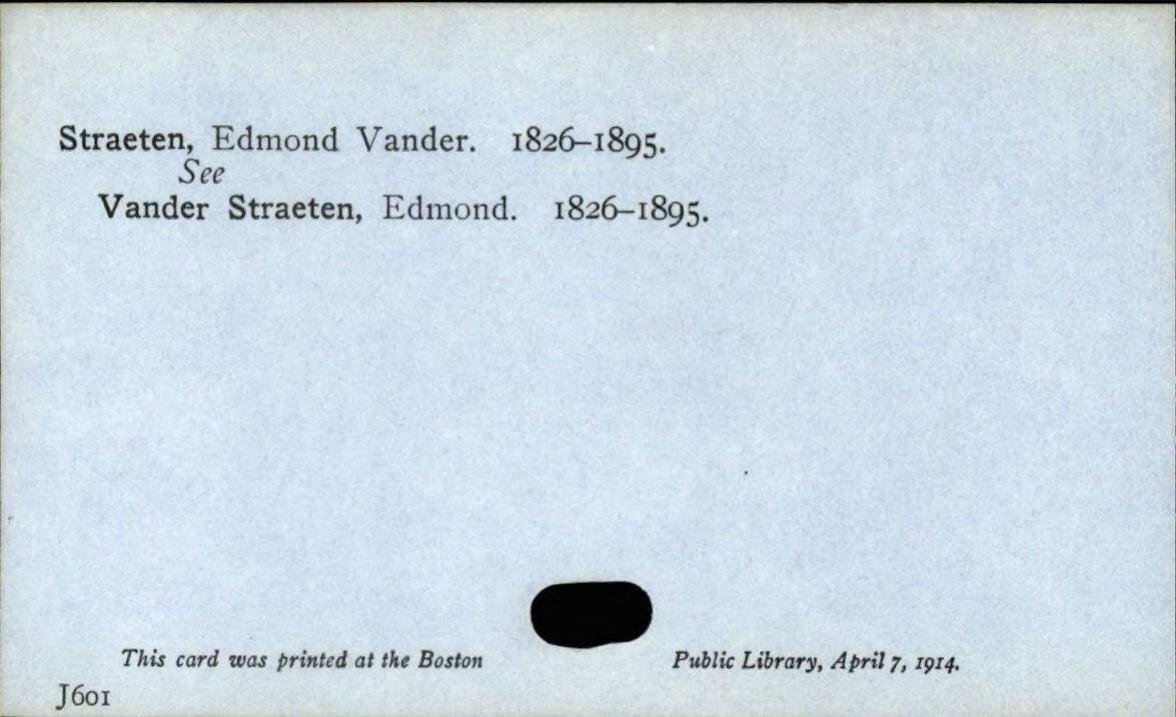 Straeten, Edmond Vander. 1826–1895.
See
Vander Straeten, Edmond. 1826–1895.
This card was printed at the Boston Public Library, April 7, 1914.
J601